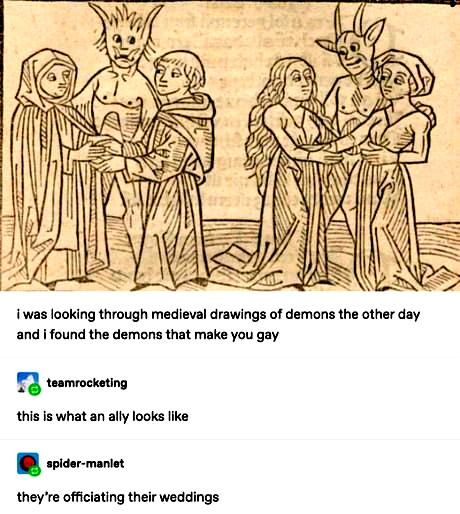 i was looking through medieval drawings of demons the other day
and i found the demons that make you gay
teamrocketing
this is what an ally looks like
spider-manlet
they're officiating their weddings